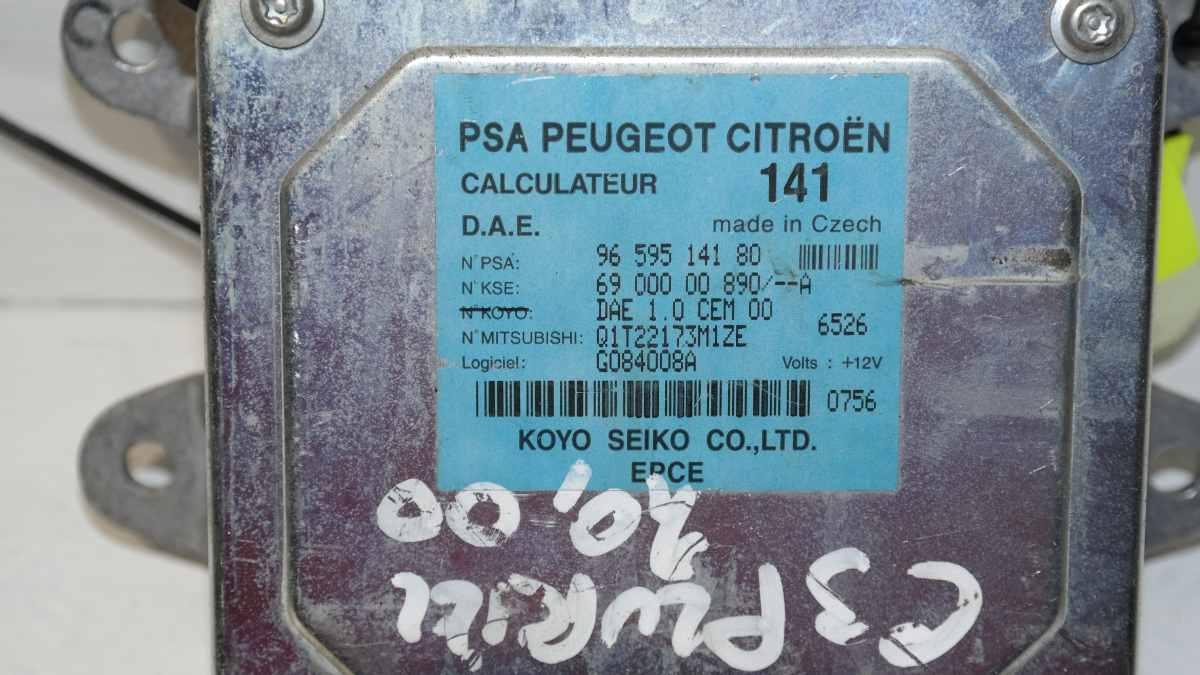 PSA PEUGEOT CITROËN
CALCULATEUR 141
D.A.E. made in Czech
N° PSA: 96 595 141 80
N° KSE: 69 000 00 890/--A
N° KOYO: DAE 1.0 CEM 00
6526
N° MITSUBISHI: Q1T22173M1ZE
Logiciel: G084008A Volts : +12V
0756
KOYO SEIKO CO.,LTD.
EPCE
C3 PLURIEL